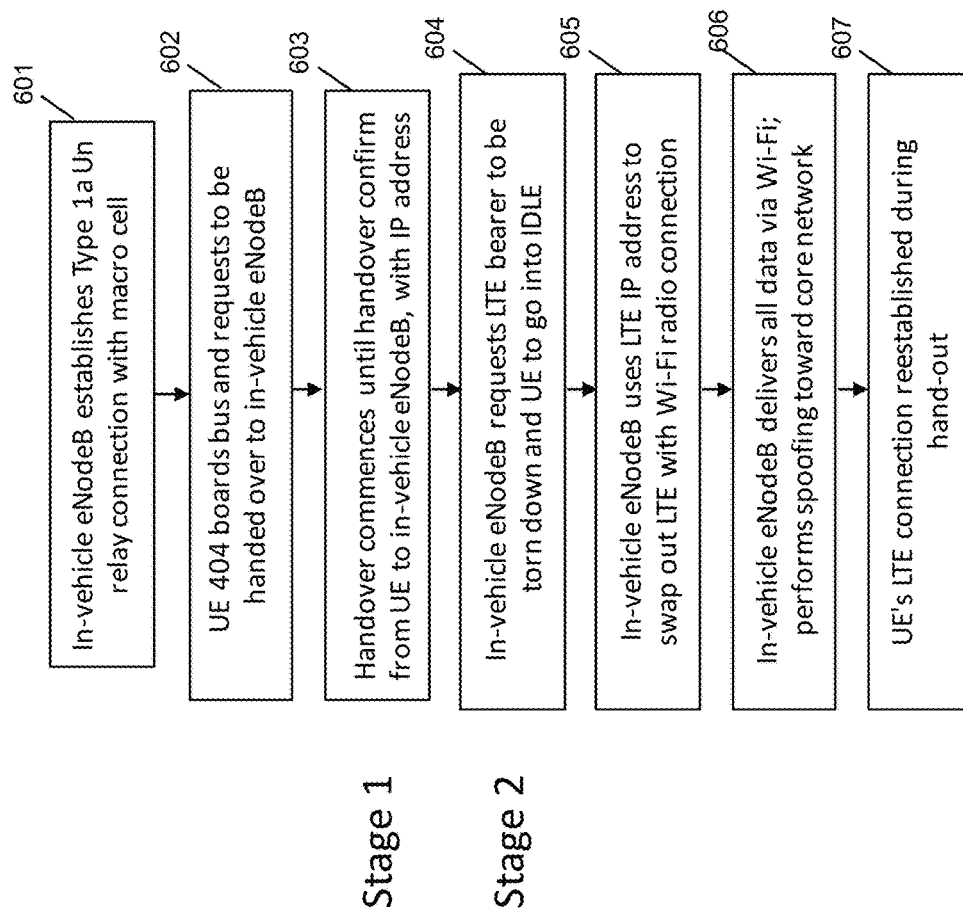 601
In-vehicle eNodeB establishes Type 1a Un
relay connection with macro cell
602
UE 404 boards bus and requests to be
handed over to in-vehicle eNodeB
603
Stage 1
Handover commences until handover confirm
from UE to in-vehicle eNodeB, with IP address
604
Stage 2
In-vehicle eNodeB requests LTE bearer to be
torn down and UE to go into IDLE
605
In-vehicle eNodeB uses LTE IP address to
swap out LTE with Wi-Fi radio connection
606
In-vehicle eNodeB delivers all data via Wi-Fi;
performs spoofing toward core network
607
UE's LTE connection reestablished during
hand-out